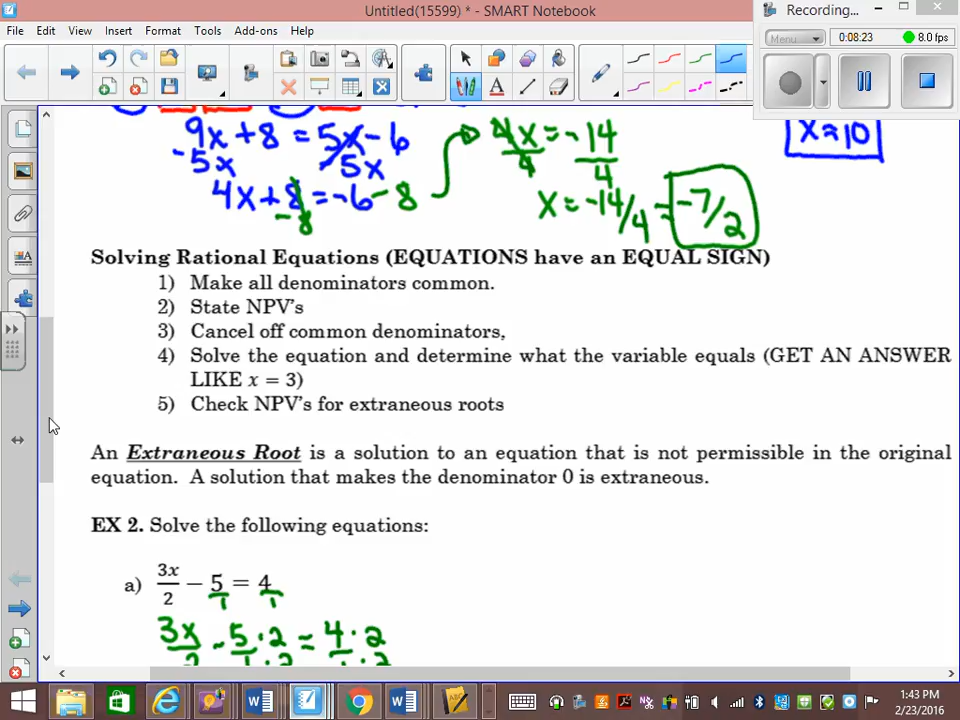 Untitled(15599) * - SMART Notebook
Recording...
File Edit View Insert Format Tools Add-ons Help
Menu
0:08:23
8.0 fps
9x + 8 = 5x - 6
-5x 5x
4x + 8 = -6 - 8
-8
4x = -14
4 4
x = -14/4 = -7/2
x = 10
Solving Rational Equations (EQUATIONS have an EQUAL SIGN)
1) Make all denominators common.
2) State NPV's
3) Cancel off common denominators,
4) Solve the equation and determine what the variable equals (GET AN ANSWER
LIKE x = 3)
5) Check NPV's for extraneous roots
An Extraneous Root is a solution to an equation that is not permissible in the original
equation. A solution that makes the denominator 0 is extraneous.
EX 2. Solve the following equations:
a) 3x/2 - 5/1 = 4/1
3x/2 - 5·2/1·2 = 4·2/1·2
1:43 PM
2/23/2016